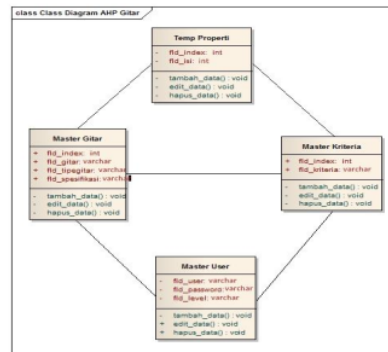 class Class Diagram AHP Gitar
Temp Properti
- fld_index: int
- fld_isi: int
- tambah_data() : void
- edit_data() : void
- hapus_data() : void
Master Gitar
+ fld_index: int
+ fld_gitar: varchar
+ fld_tipegitar: varchar
+ fld_spesifikasi: varchar
- tambah_data() : void
- edit_data() : void
- hapus_data() : void
Master Kriteria
+ fld_index: int
+ fld_kriteria: varchar
- tambah_data() : void
- edit_data() : void
- hapus_data() : void
Master User
- fld_user: varchar
- fld_password: varchar
- fld_level: varchar
- tambah_data() : void
+ edit_data() : void
+ hapus_data() : void